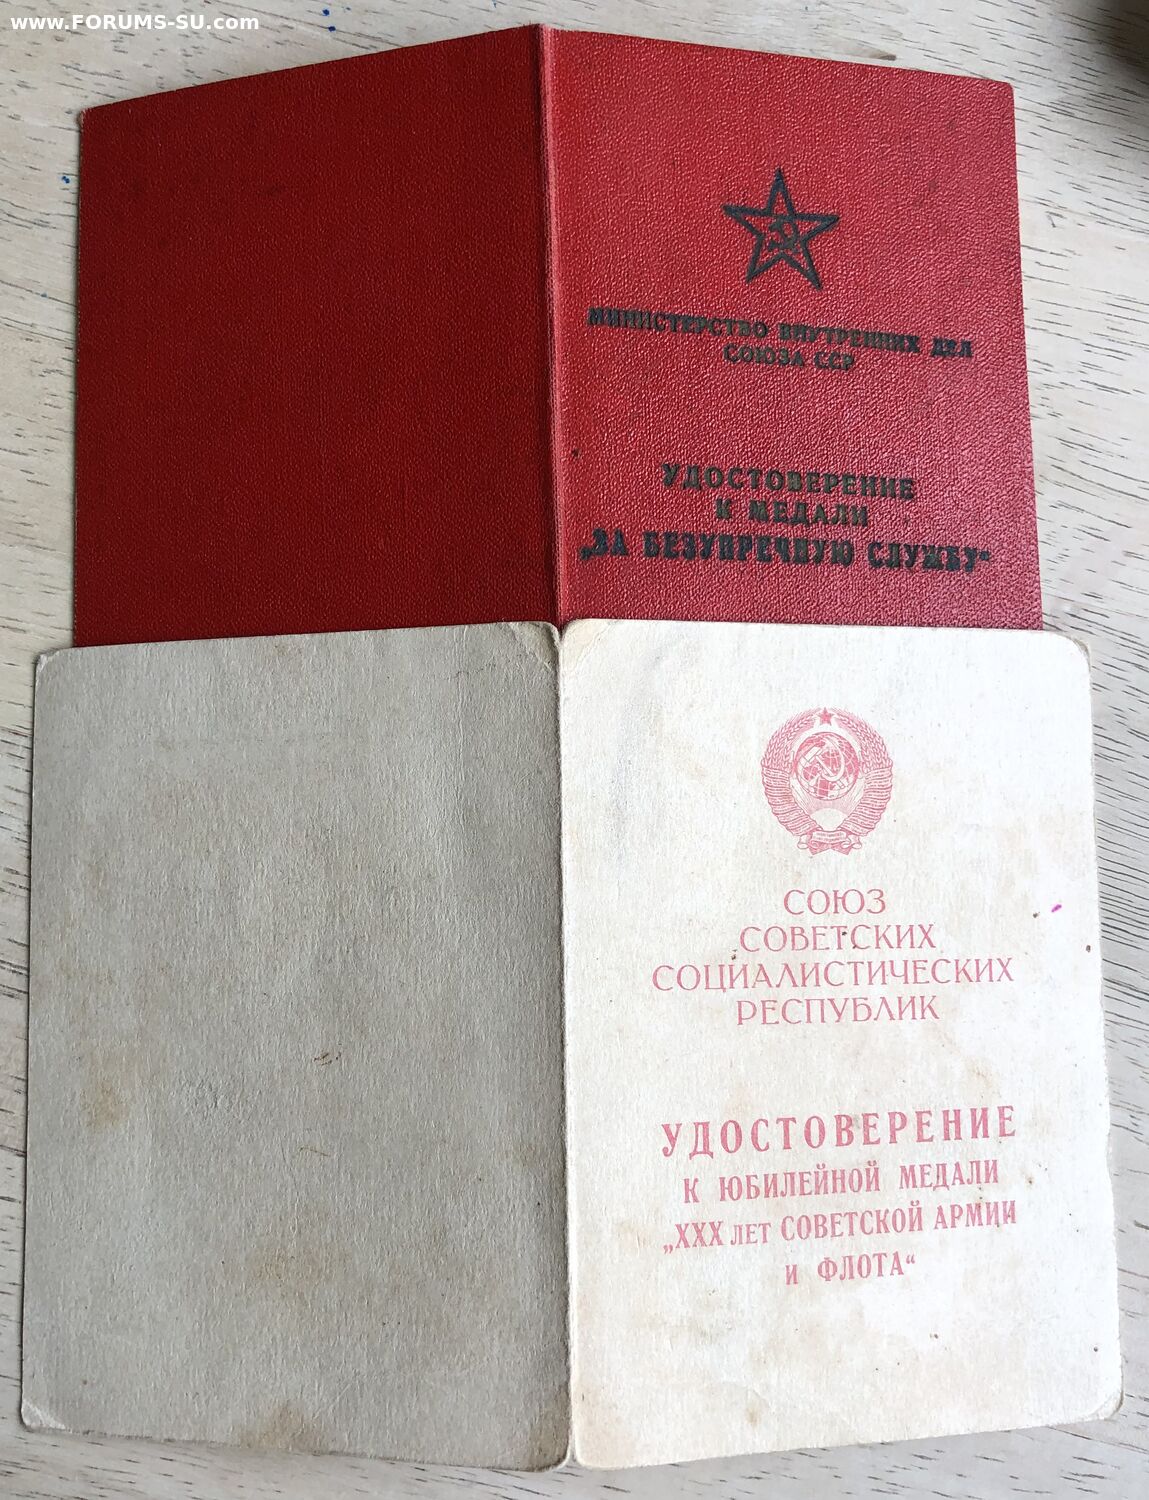 www.FORUMS-SU.com
МИНИСТЕРСТВО ВНУТРЕННИХ ДЕЛ
СОЮЗА ССР
УДОСТОВЕРЕНИЕ
К МЕДАЛИ
„ЗА БЕЗУПРЕЧНУЮ СЛУЖБУ“
СОЮЗ
СОВЕТСКИХ
СОЦИАЛИСТИЧЕСКИХ
РЕСПУБЛИК
УДОСТОВЕРЕНИЕ
К ЮБИЛЕЙНОЙ МЕДАЛИ
„XXX ЛЕТ СОВЕТСКОЙ АРМИИ
И ФЛОТА“